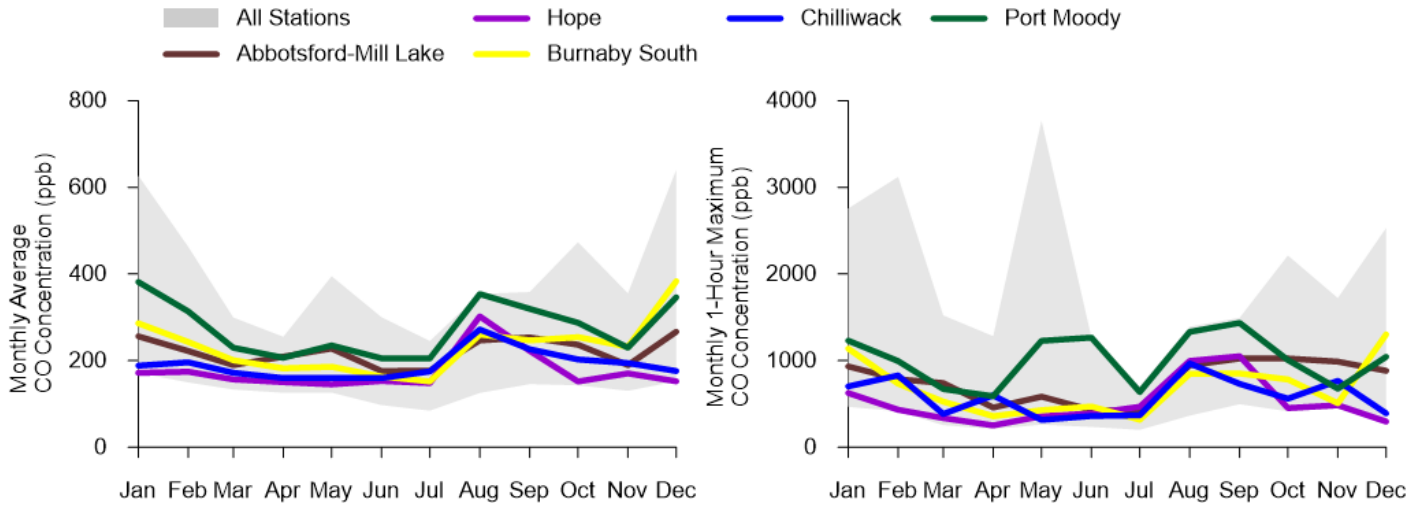 All Stations Hope Chilliwack Port Moody
Abbotsford-Mill Lake Burnaby South
Monthly Average
CO Concentration (ppb)
800
600
400
200
0
Jan Feb Mar Apr May Jun Jul Aug Sep Oct Nov Dec
Monthly 1-Hour Maximum
CO Concentration (ppb)
4000
3000
2000
1000
0
Jan Feb Mar Apr May Jun Jul Aug Sep Oct Nov Dec